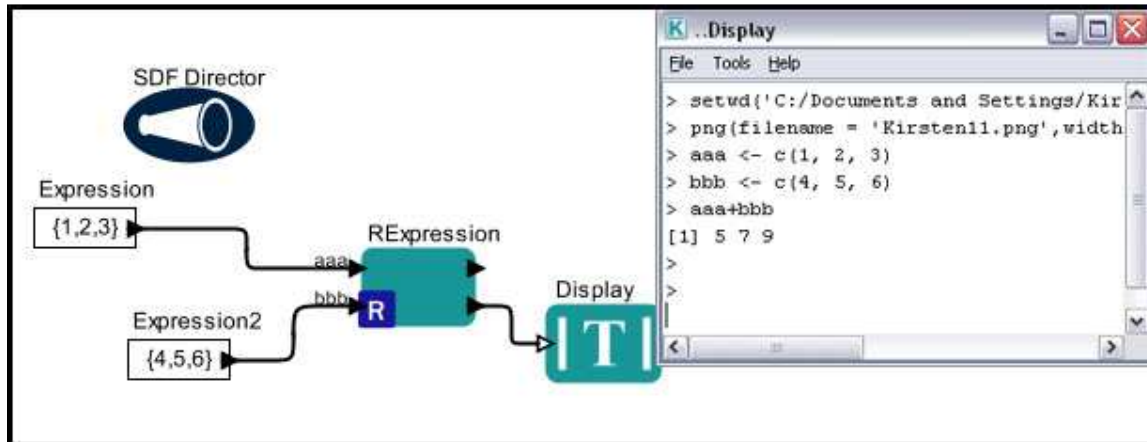 SDF Director
Expression
{1,2,3}
aaa
RExpression
bbb
R
Expression2
{4,5,6}
Display
T
K ..Display
File Tools Help
> setwd('C:/Documents and Settings/Kir
> png(filename = 'Kirsten11.png',width
> aaa <- c(1, 2, 3)
> bbb <- c(4, 5, 6)
> aaa+bbb
[1] 5 7 9
>
>